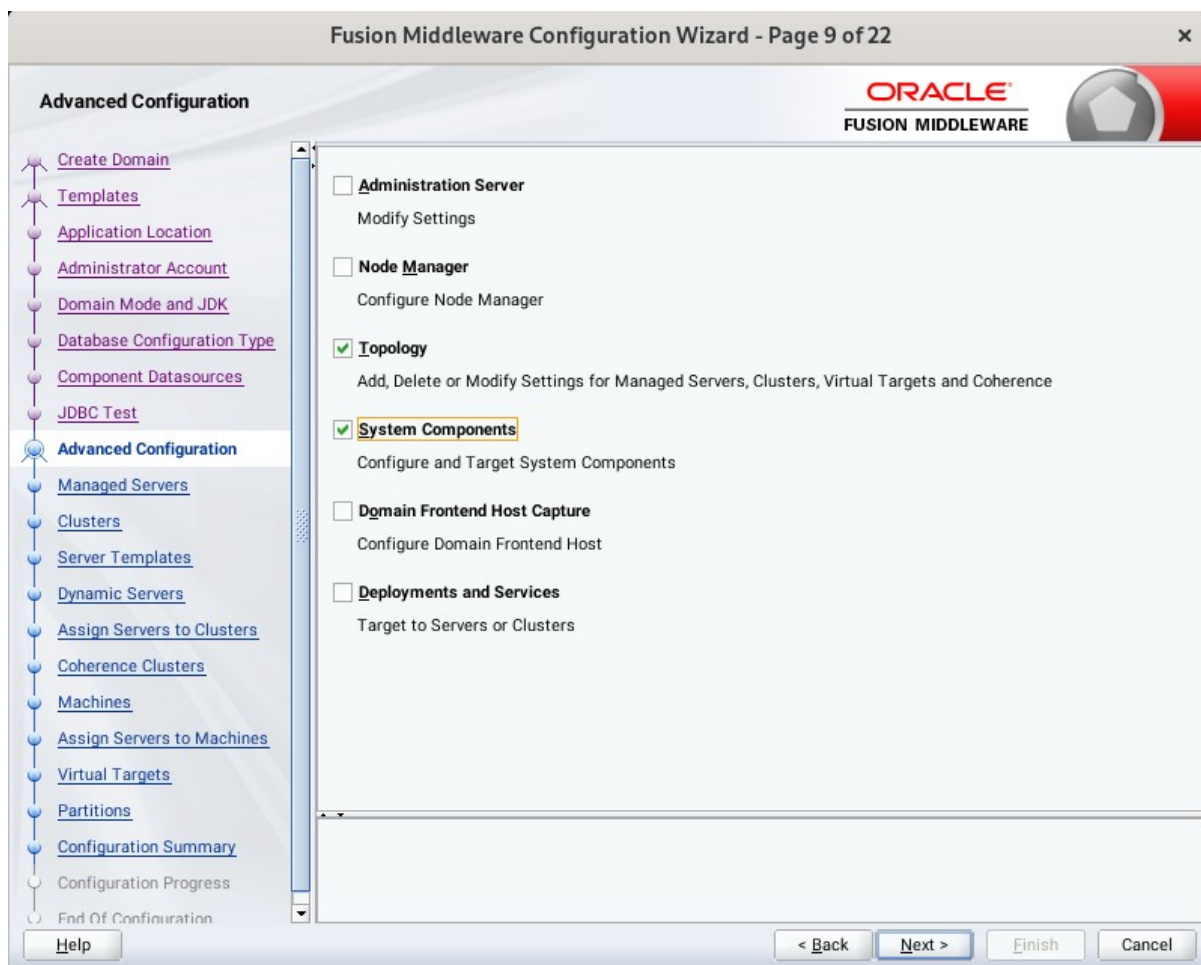 Fusion Middleware Configuration Wizard - Page 9 of 22
Advanced Configuration
ORACLE
FUSION MIDDLEWARE
Create Domain
Templates
Application Location
Administrator Account
Domain Mode and JDK
Database Configuration Type
Component Datasources
JDBC Test
Advanced Configuration
Managed Servers
Clusters
Server Templates
Dynamic Servers
Assign Servers to Clusters
Coherence Clusters
Machines
Assign Servers to Machines
Virtual Targets
Partitions
Configuration Summary
Configuration Progress
End Of Configuration
Administration Server
Modify Settings
Node Manager
Configure Node Manager
Topology
Add, Delete or Modify Settings for Managed Servers, Clusters, Virtual Targets and Coherence
System Components
Configure and Target System Components
Domain Frontend Host Capture
Configure Domain Frontend Host
Deployments and Services
Target to Servers or Clusters
Help
< Back
Next >
Finish
Cancel